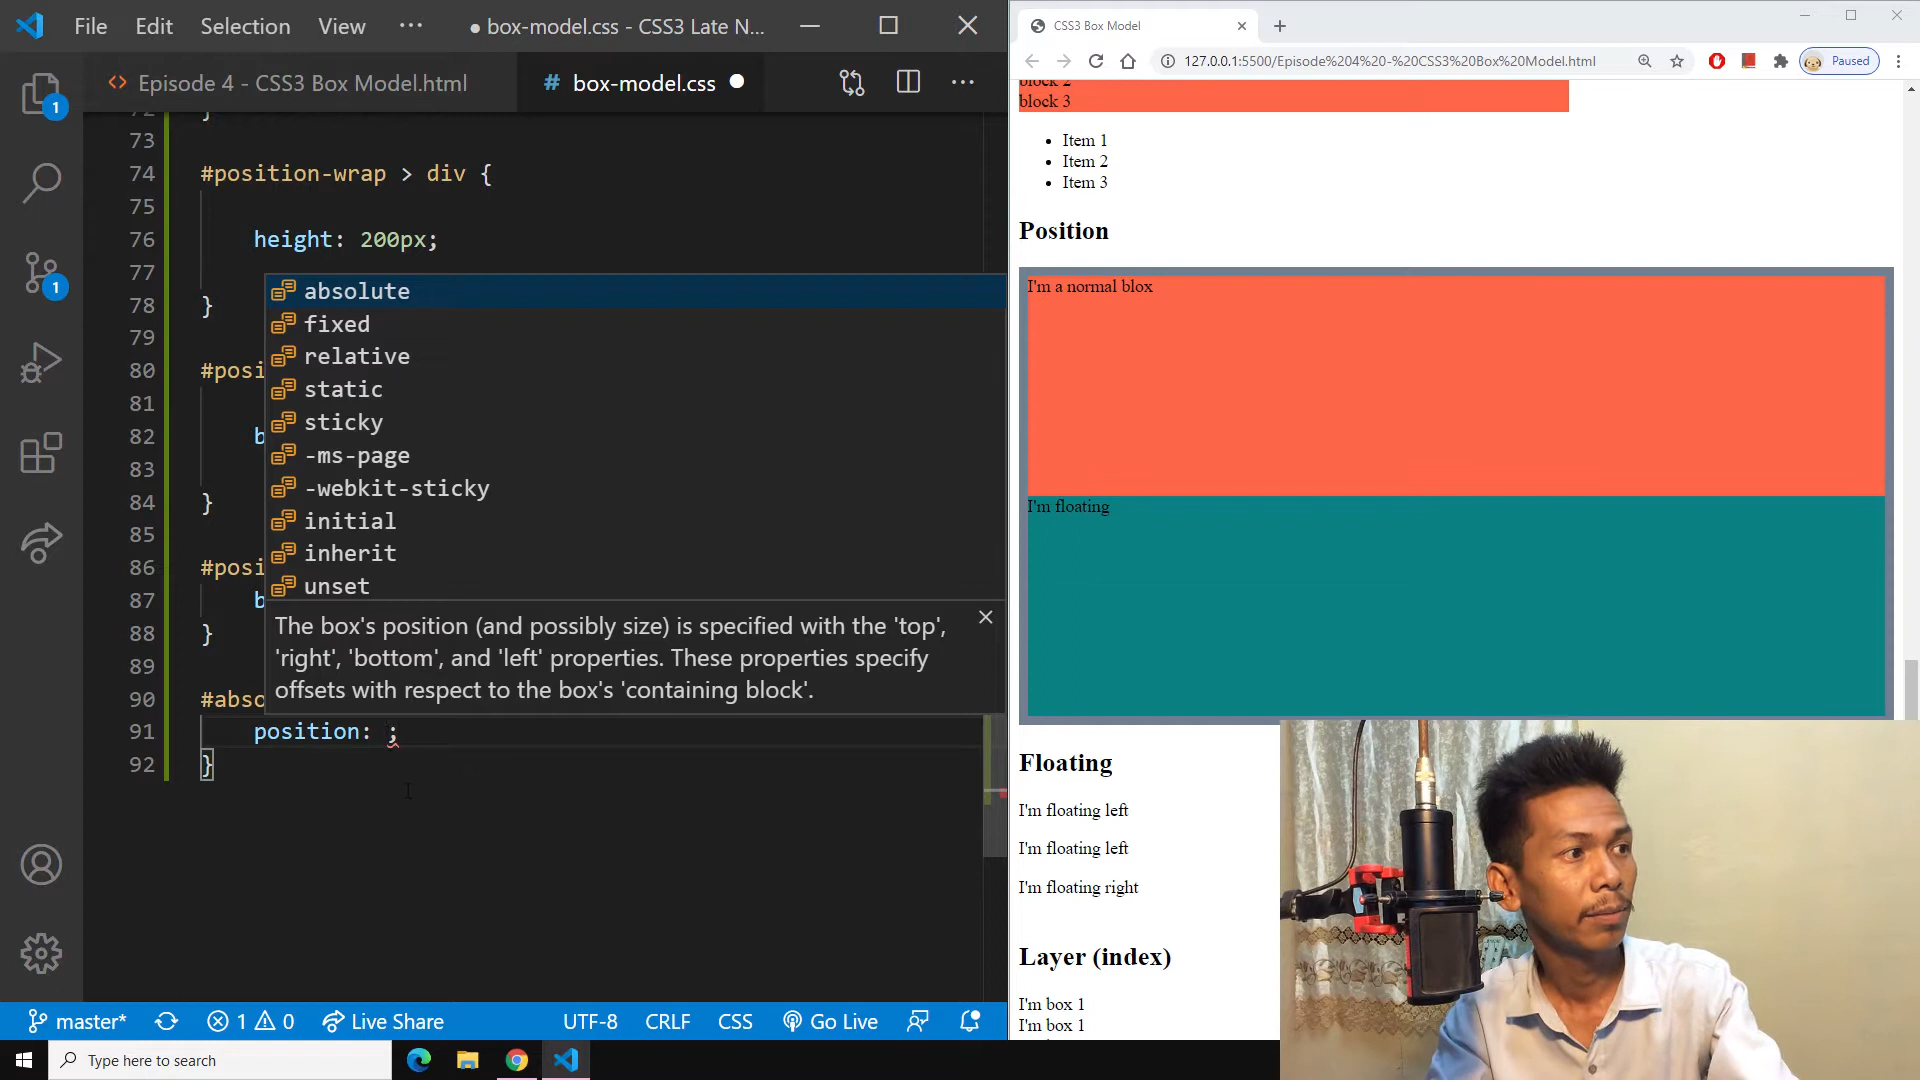 File Edit Selection View ··· ● box-model.css - CSS3 Late N...
<> Episode 4 - CSS3 Box Model.html
# box-model.css ●
73
74 #position-wrap > div {
75
76 height: 200px;
77
78 }
79
80 #posi
81
82 b
83
84 }
85
86 #posi
87 b
88 }
89
90 #abso
91 position: ;
92 }
absolute
fixed
relative
static
sticky
-ms-page
-webkit-sticky
initial
inherit
unset
The box's position (and possibly size) is specified with the 'top',
'right', 'bottom', and 'left' properties. These properties specify
offsets with respect to the box's 'containing block'.
1
1
master* 1 0 Live Share UTF-8 CRLF CSS Go Live
Type here to search
CSS3 Box Model
127.0.0.1:5500/Episode%204%20-%20CSS3%20Box%20Model.html
Paused
block 2
block 3
• Item 1
• Item 2
• Item 3
Position
I'm a normal blox
I'm floating
Floating
I'm floating left
I'm floating left
I'm floating right
Layer (index)
I'm box 1
I'm box 1